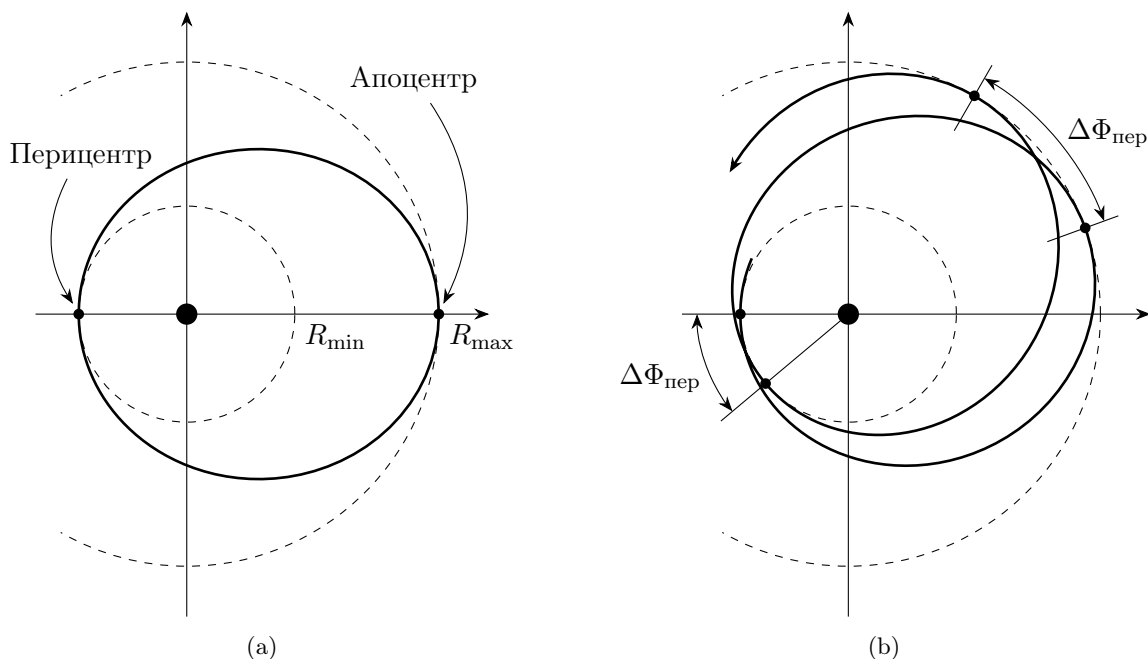 Апоцентр
Перицентр
R_min
R_max
(a)
ΔΦ_пер
ΔΦ_пер
(b)